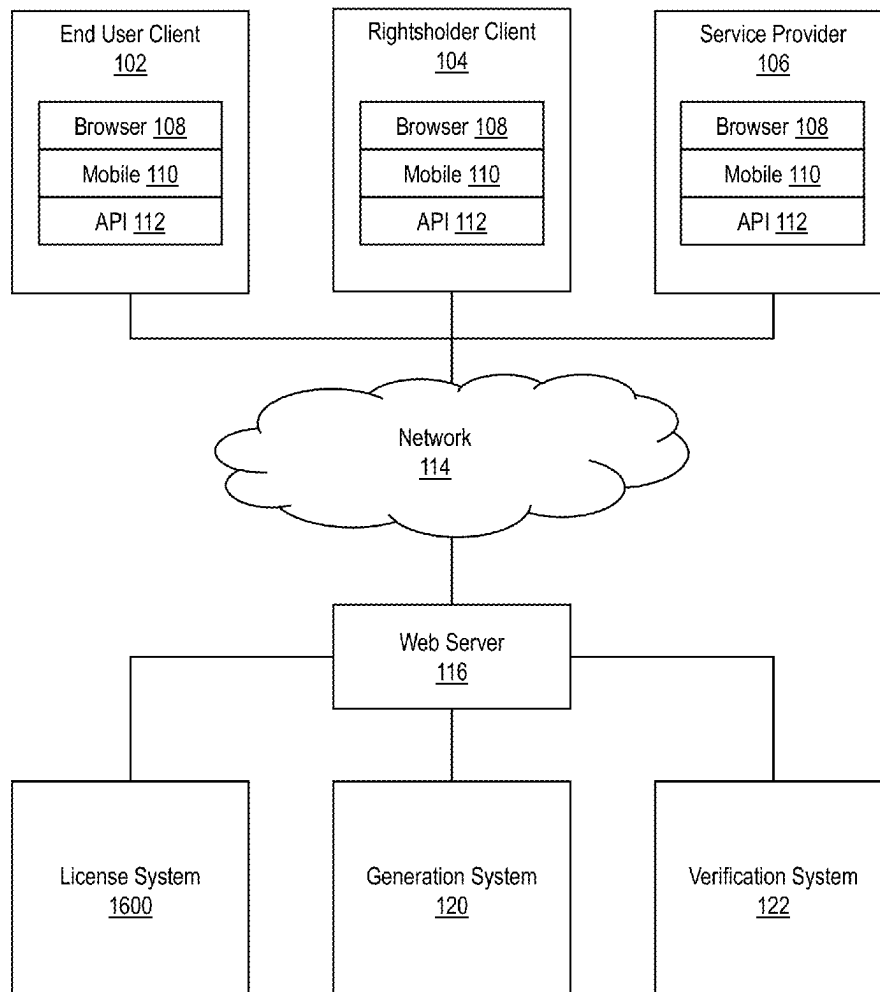 End User Client
102
Browser 108
Mobile 110
API 112
Rightsholder Client
104
Browser 108
Mobile 110
API 112
Service Provider
106
Browser 108
Mobile 110
API 112
Network
114
Web Server
116
License System
1600
Generation System
120
Verification System
122